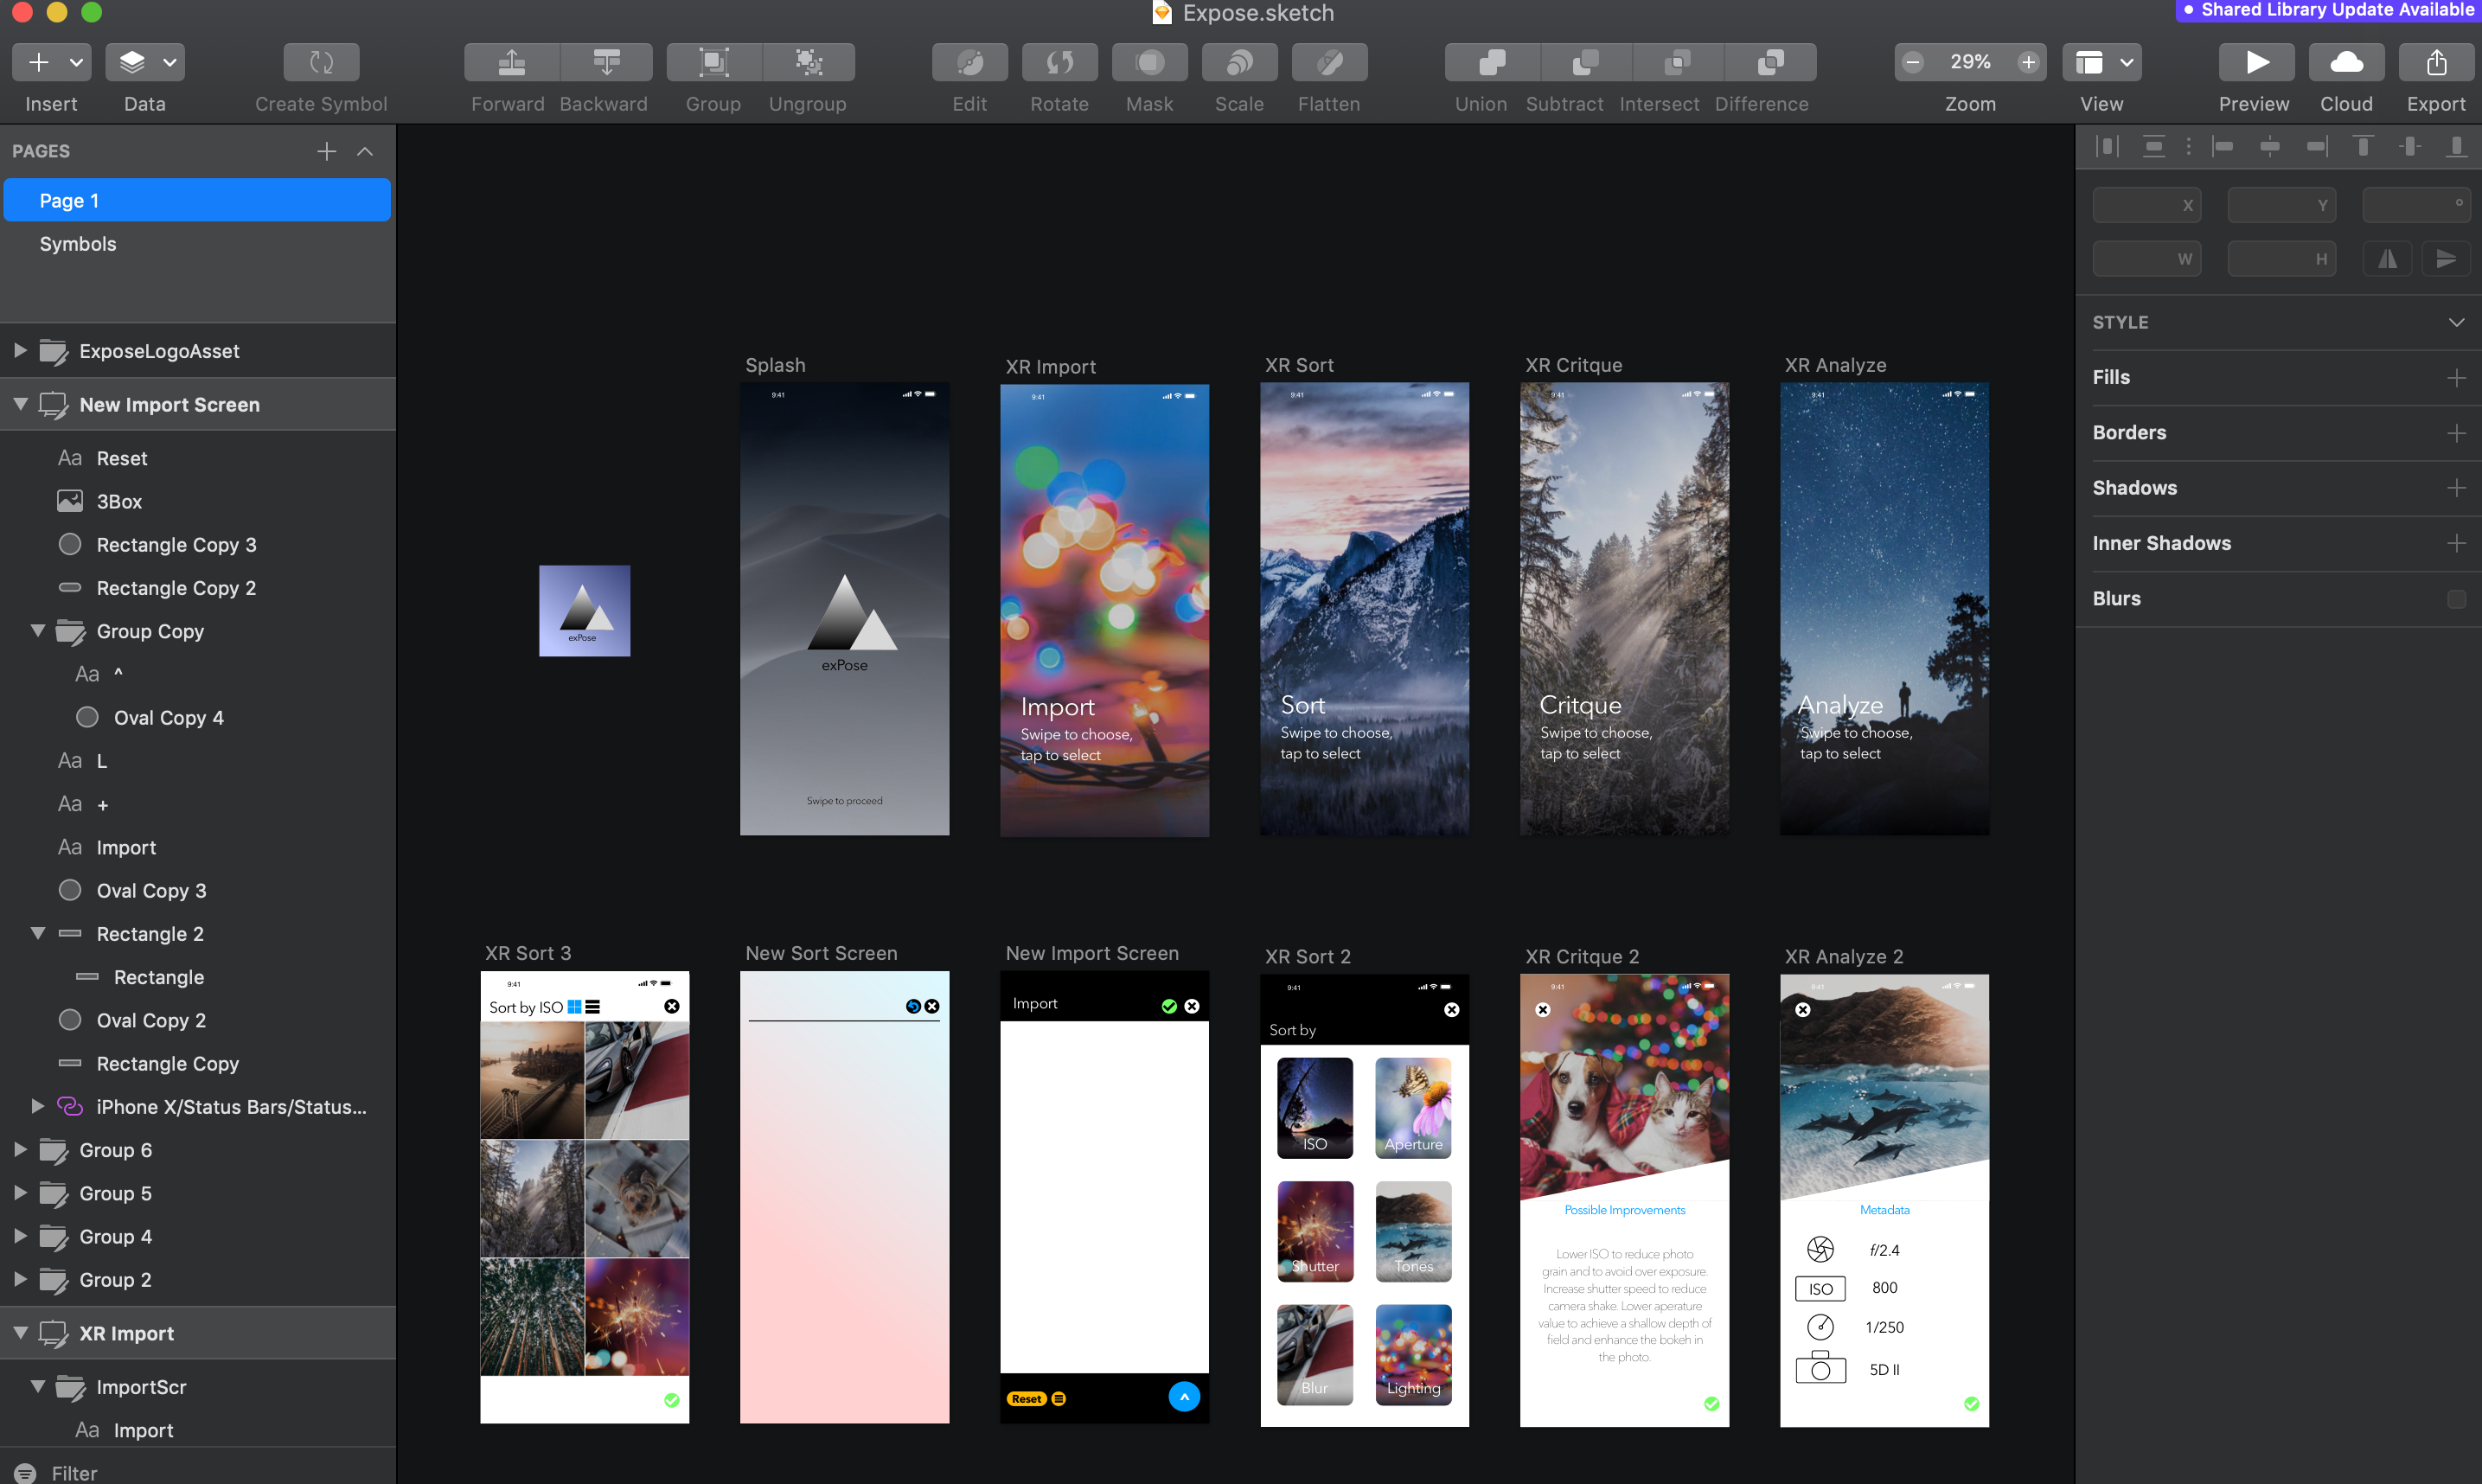 Expose.sketch
Shared Library Update Available
29%
Insert
Data
Create Symbol
Forward
Backward
Group
Ungroup
Edit
Rotate
Mask
Scale
Flatten
Union
Subtract
Intersect
Difference
Zoom
View
Preview
Cloud
Export
PAGES
Page 1
Symbols
ExposeLogoAsset
New Import Screen
Aa Reset
3Box
Rectangle Copy 3
Rectangle Copy 2
Group Copy
Aa ^
Oval Copy 4
Aa L
Aa +
Aa Import
Oval Copy 3
Rectangle 2
Rectangle
Oval Copy 2
Rectangle Copy
iPhone X/Status Bars/Status...
Group 6
Group 5
Group 4
Group 2
XR Import
ImportScr
Aa Import
Filter
exPose
Splash
9:41
exPose
Swipe to proceed
XR Import
9:41
Import
Swipe to choose,
tap to select
XR Sort
9:41
Sort
Swipe to choose,
tap to select
XR Critque
9:41
Critque
Swipe to choose,
tap to select
XR Analyze
9:41
Analyze
Swipe to choose,
tap to select
XR Sort 3
9:41
Sort by ISO
New Sort Screen
New Import Screen
Import
Reset
^
XR Sort 2
9:41
Sort by
ISO
Aperture
Shutter
Tones
Blur
Lighting
XR Critque 2
9:41
Possible Improvements
Lower ISO to reduce photo
grain and to avoid over exposure.
Increase shutter speed to reduce
camera shake. Lower aperature
value to achieve a shallow depth of
field and enhance the bokeh in
the photo.
XR Analyze 2
9:41
Metadata
f/2.4
ISO
800
1/250
5D II
X
Y
°
W
H
STYLE
Fills
Borders
Shadows
Inner Shadows
Blurs